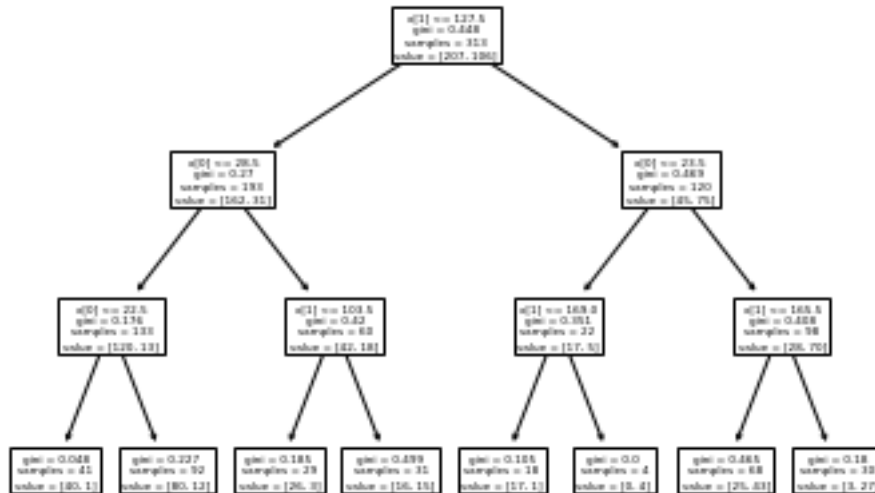 x[1] <= 127.5
gini = 0.448
samples = 313
value = [207, 106]
x[0] <= 28.5
gini = 0.27
samples = 193
value = [162, 31]
x[0] <= 23.5
gini = 0.469
samples = 120
value = [45, 75]
x[0] <= 22.5
gini = 0.176
samples = 133
value = [120, 13]
x[1] <= 103.5
gini = 0.42
samples = 60
value = [42, 18]
x[1] <= 169.0
gini = 0.351
samples = 22
value = [17, 5]
x[1] <= 165.5
gini = 0.408
samples = 98
value = [28, 70]
gini = 0.048
samples = 41
value = [40, 1]
gini = 0.227
samples = 92
value = [80, 12]
gini = 0.185
samples = 29
value = [26, 3]
gini = 0.499
samples = 31
value = [16, 15]
gini = 0.105
samples = 18
value = [17, 1]
gini = 0.0
samples = 4
value = [0, 4]
gini = 0.465
samples = 68
value = [25, 43]
gini = 0.18
samples = 30
value = [3, 27